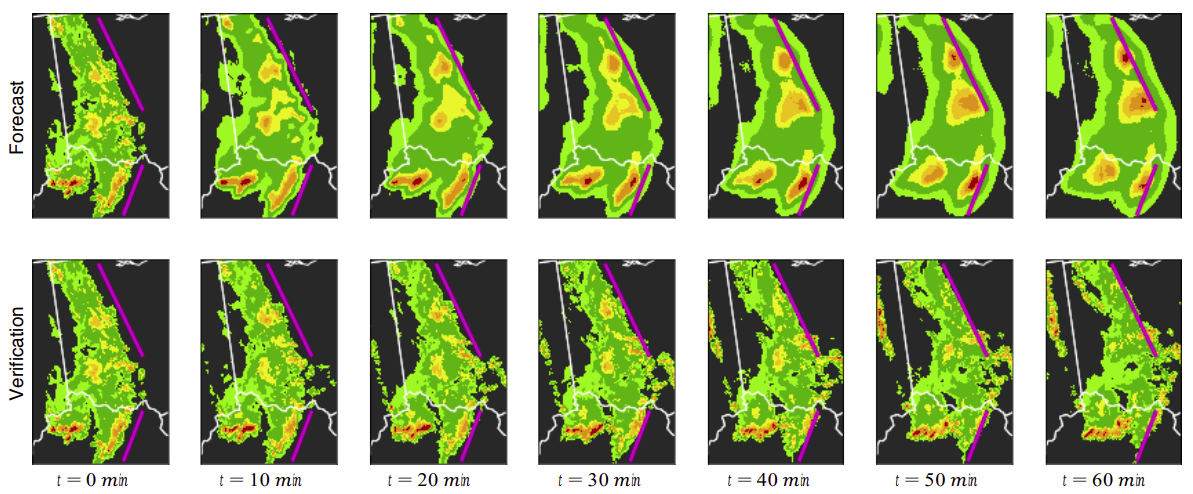 Forecast
Verification
t = 0 min
t = 10 min
t = 20 min
t = 30 min
t = 40 min
t = 50 min
t = 60 min